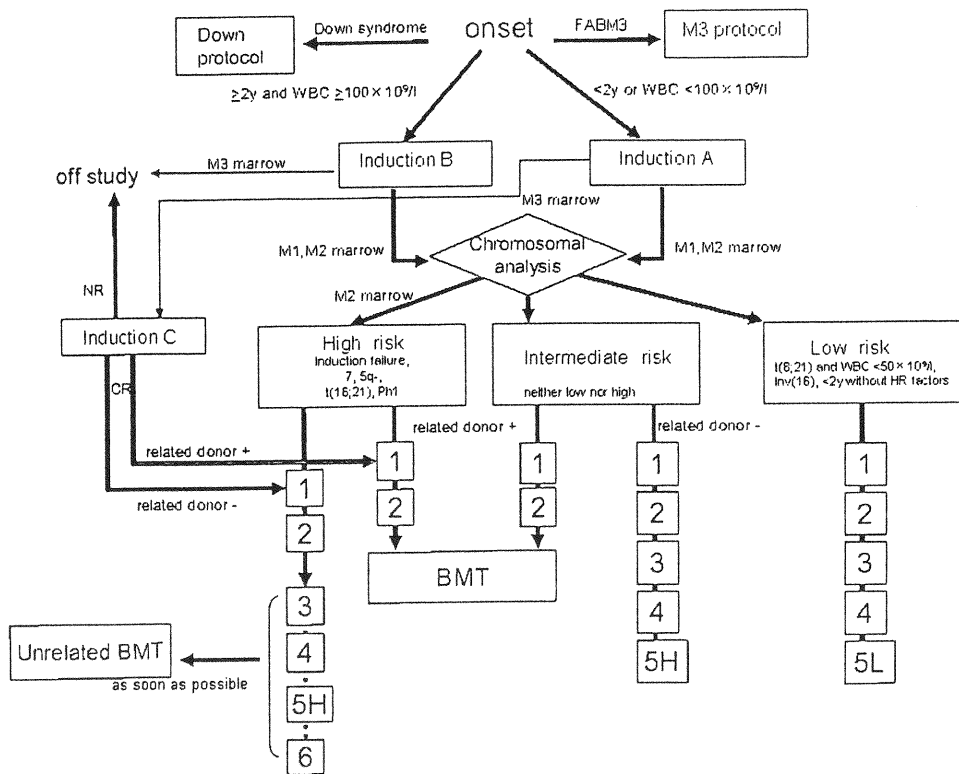 Down syndrome
onset
FABM3
Down
protocol
M3 protocol
≥2y and WBC ≥100×10⁹/l
<2y or WBC <100×10⁹/l
off study
M3 marrow
Induction B
Induction A
M3 marrow
M1,M2 marrow
Chromosomal
analysis
M1,M2 marrow
NR
M2 marrow
Induction C
High risk
Induction failure,
7, 5q-,
t(16;21), Ph1
Intermediate risk
neither low nor high
Low risk
t(8;21) and WBC <50×10⁹/l,
Inv(16), <2y without HR factors
CR
related donor +
related donor +
related donor -
related donor -
1
2
3
4
5H
6
1
2
1
2
BMT
1
2
3
4
5H
1
2
3
4
5L
Unrelated BMT
as soon as possible